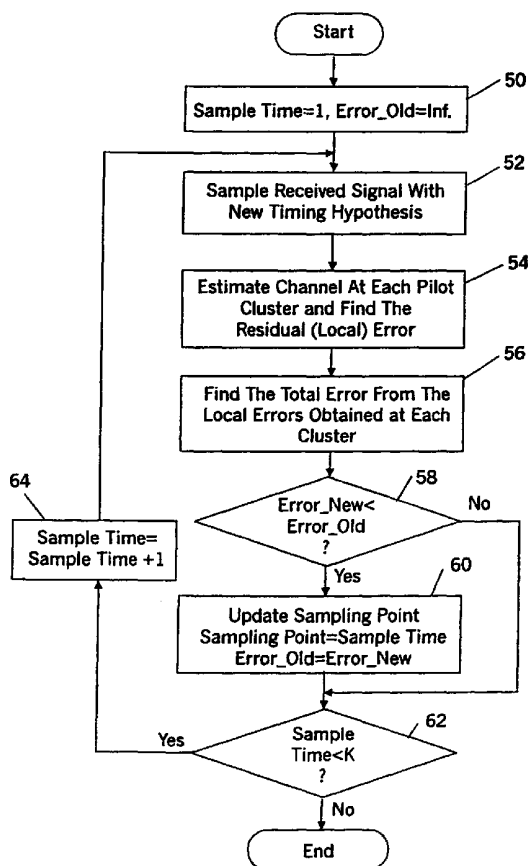 Start
50
Sample Time=1, Error_Old=Inf.
52
Sample Received Signal With
New Timing Hypothesis
54
Estimate Channel At Each Pilot
Cluster and Find The
Residual (Local) Error
56
Find The Total Error From The
Local Errors Obtained at Each
Cluster
58
Error_New<
Error_Old
?
No
Yes
64
Sample Time=
Sample Time +1
60
Update Sampling Point
Sampling Point=Sample Time
Error_Old=Error_New
62
Sample
Time<K
?
Yes
No
End